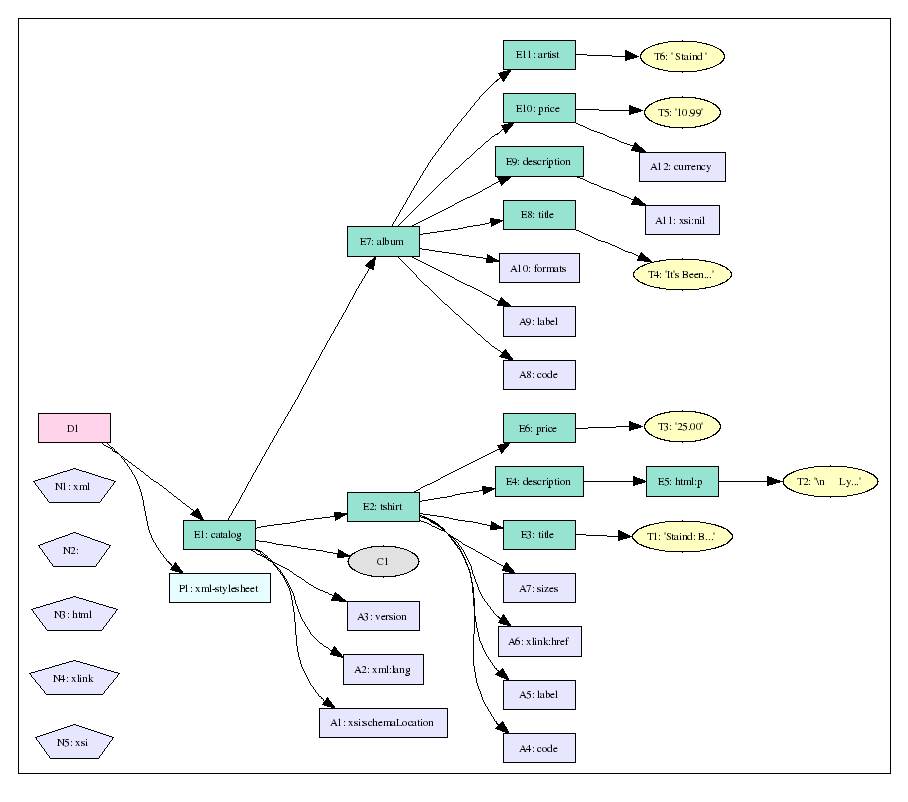 E11: artist
T6: 'Staind '
E10: price
T5: '10.99'
E9: description
A12: currency
E8: title
A11: xsi:nil
E7: album
A10: formats
T4: 'It's Been...'
A9: label
A8: code
D1
E6: price
T3: '25.00'
N1: xml
E4: description
E5: html:p
T2: '\n Ly...'
E2: tshirt
E1: catalog
E3: title
T1: 'Staind: B...'
N2:
C1
P1: xml-stylesheet
A7: sizes
N3: html
A3: version
A6: xlink:href
N4: xlink
A2: xml:lang
A5: label
A1: xsi:schemaLocation
N5: xsi
A4: code